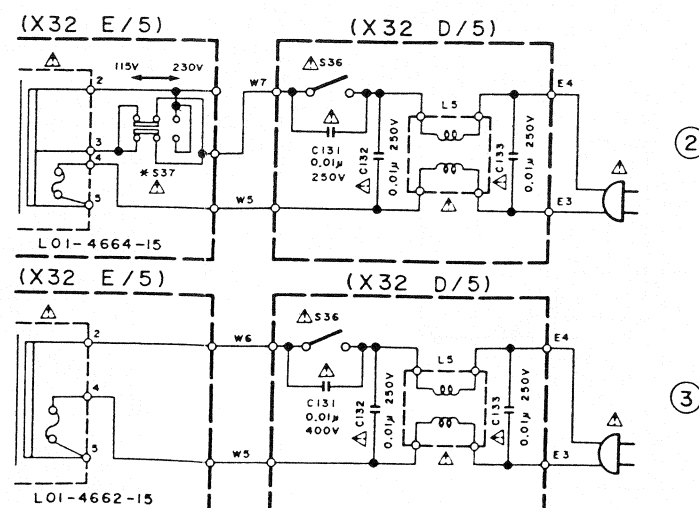 (X32 E/5)
(X32 D/5)
115V 230V
S36
2
W7
E4
L5
C131
0.01μ
250V
C132
0.01μ 250V
C133
0.01μ 250V
3
4
*S37
5
W5
E3
L01-4664-15
2
(X32 E/5)
(X32 D/5)
S36
2
W6
E4
L5
C131
0.01μ
400V
C132
0.01μ 250V
C133
0.01μ 250V
4
5
W5
E3
L01-4662-15
3